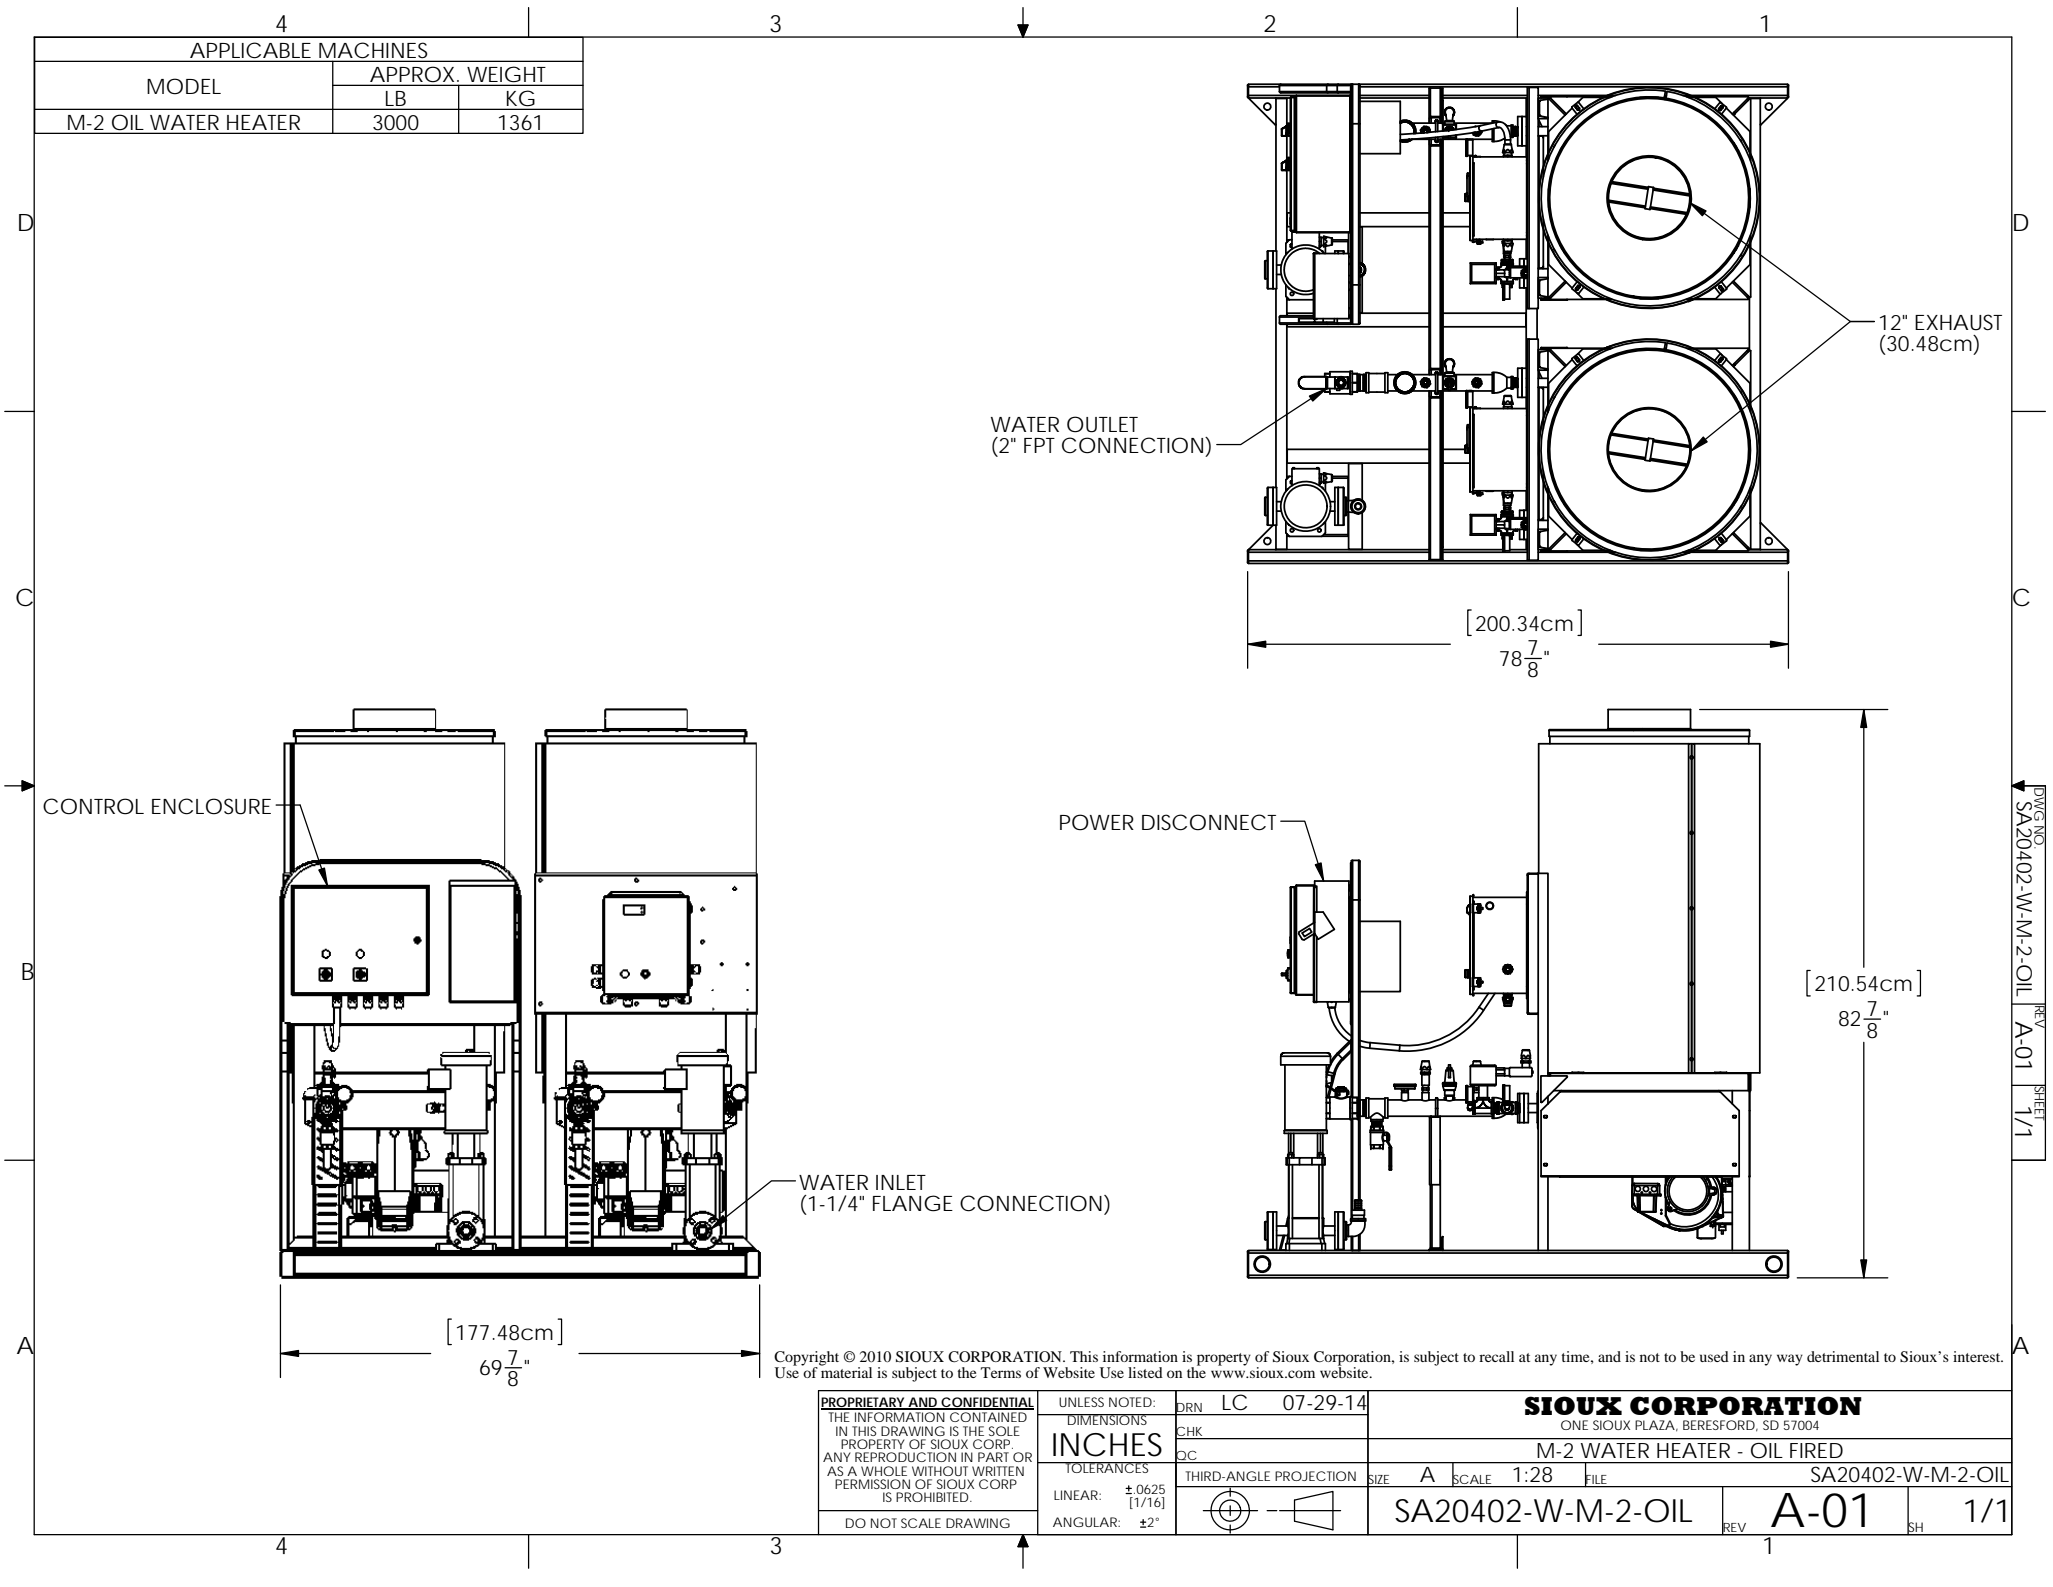 4
3
2
1
APPLICABLE MACHINES
MODEL
APPROX. WEIGHT
LB
KG
M-2 OIL WATER HEATER
3000
1361
D
D
12" EXHAUST
(30.48cm)
WATER OUTLET
(2" FPT CONNECTION)
C
C
[200.34cm]
78 7/8"
CONTROL ENCLOSURE
POWER DISCONNECT
B
[210.54cm]
82 7/8"
DWG NO.
SA20402-W-M-2-OIL
REV
A-01
SHEET
1/1
WATER INLET
(1-1/4" FLANGE CONNECTION)
[177.48cm]
69 7/8"
A
A
Copyright © 2010 SIOUX CORPORATION. This information is property of Sioux Corporation, is subject to recall at any time, and is not to be used in any way detrimental to Sioux's interest.
Use of material is subject to the Terms of Website Use listed on the www.sioux.com website.
PROPRIETARY AND CONFIDENTIAL
THE INFORMATION CONTAINED
IN THIS DRAWING IS THE SOLE
PROPERTY OF SIOUX CORP.
ANY REPRODUCTION IN PART OR
AS A WHOLE WITHOUT WRITTEN
PERMISSION OF SIOUX CORP
IS PROHIBITED.
DO NOT SCALE DRAWING
UNLESS NOTED:
DIMENSIONS
INCHES
TOLERANCES
LINEAR: ±.0625
[1/16]
ANGULAR: ±2°
DRN LC 07-29-14
CHK
QC
THIRD-ANGLE PROJECTION
SIOUX CORPORATION
ONE SIOUX PLAZA, BERESFORD, SD 57004
M-2 WATER HEATER - OIL FIRED
SIZE A SCALE 1:28 FILE SA20402-W-M-2-OIL
SA20402-W-M-2-OIL REV A-01 SH 1/1
4
3
1